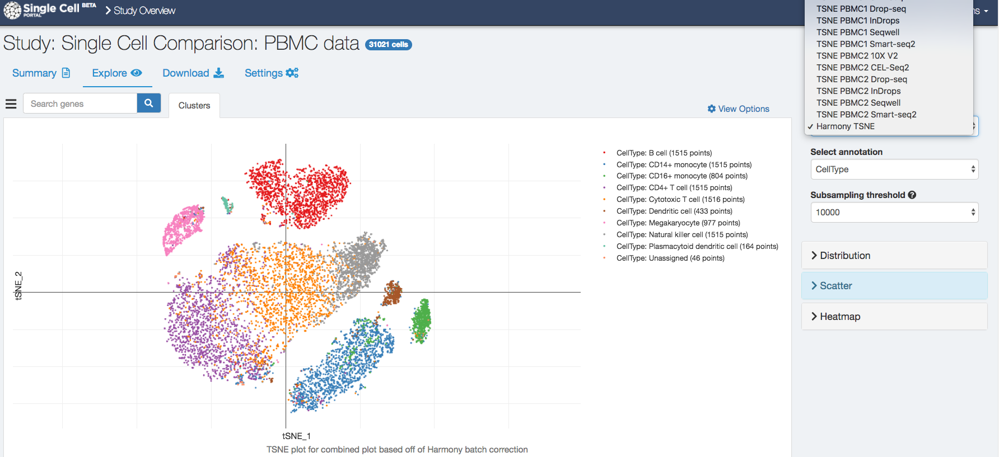 Single Cell BETA
PORTAL
Study Overview
Study: Single Cell Comparison: PBMC data 31021 cells
Summary
Explore
Download
Settings
Search genes
Clusters
View Options
TSNE PBMC1 Drop-seq
TSNE PBMC1 InDrops
TSNE PBMC1 Seqwell
TSNE PBMC1 Smart-seq2
TSNE PBMC2 10X V2
TSNE PBMC2 CEL-Seq2
TSNE PBMC2 Drop-seq
TSNE PBMC2 InDrops
TSNE PBMC2 Seqwell
TSNE PBMC2 Smart-seq2
✓ Harmony TSNE
Select annotation
CellType
Subsampling threshold
10000
Distribution
Scatter
Heatmap
CellType: B cell (1515 points)
CellType: CD14+ monocyte (1515 points)
CellType: CD16+ monocyte (804 points)
CellType: CD4+ T cell (1515 points)
CellType: Cytotoxic T cell (1516 points)
CellType: Dendritic cell (433 points)
CellType: Megakaryocyte (977 points)
CellType: Natural killer cell (1515 points)
CellType: Plasmacytoid dendritic cell (164 points)
CellType: Unassigned (46 points)
tSNE_2
tSNE_1
TSNE plot for combined plot based off of Harmony batch correction